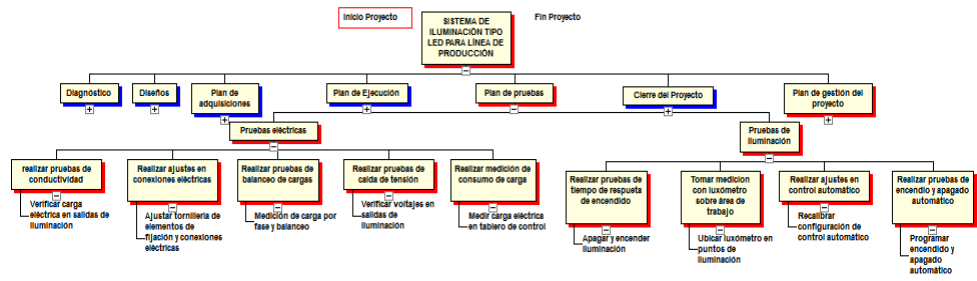 Inicio Proyecto
Fin Proyecto
SISTEMA DE
ILUMINACIÓN TIPO
LED PARA LÍNEA DE
PRODUCCIÓN
Diagnóstico
Diseños
Plan de
adquisiciones
Plan de Ejecución
Plan de pruebas
Cierre del Proyecto
Plan de gestión del
proyecto
Pruebas eléctricas
Pruebas de
iluminación
realizar pruebas de
conductividad
Realizar ajustes en
conexiones eléctricas
Realizar pruebas de
balanceo de cargas
Realizar pruebas de
caída de tensión
Realizar medición de
consumo de carga
Realizar pruebas de
tiempo de respueta
de encendido
Tomar medicion
con luxómetro
sobre área de
trabajo
Realizar ajustes en
control automático
Realizar pruebas de
encendio y apagado
automático
Verificar carga
eléctrica en salidas de
iluminación
Ajustar tornillería de
elementos de
fijación y conexiones
eléctricas
Medición de carga por
fase y balanceo
Verificar voltajes en
salidas de
iluminación
Medir carga eléctrica
en tablero de control
Apagar y encender
iluminación
Ubicar luxómetro en
puntos de
iluminación
Recalibrar
configuración de
control automático
Programar
encendido y
apagado
automático